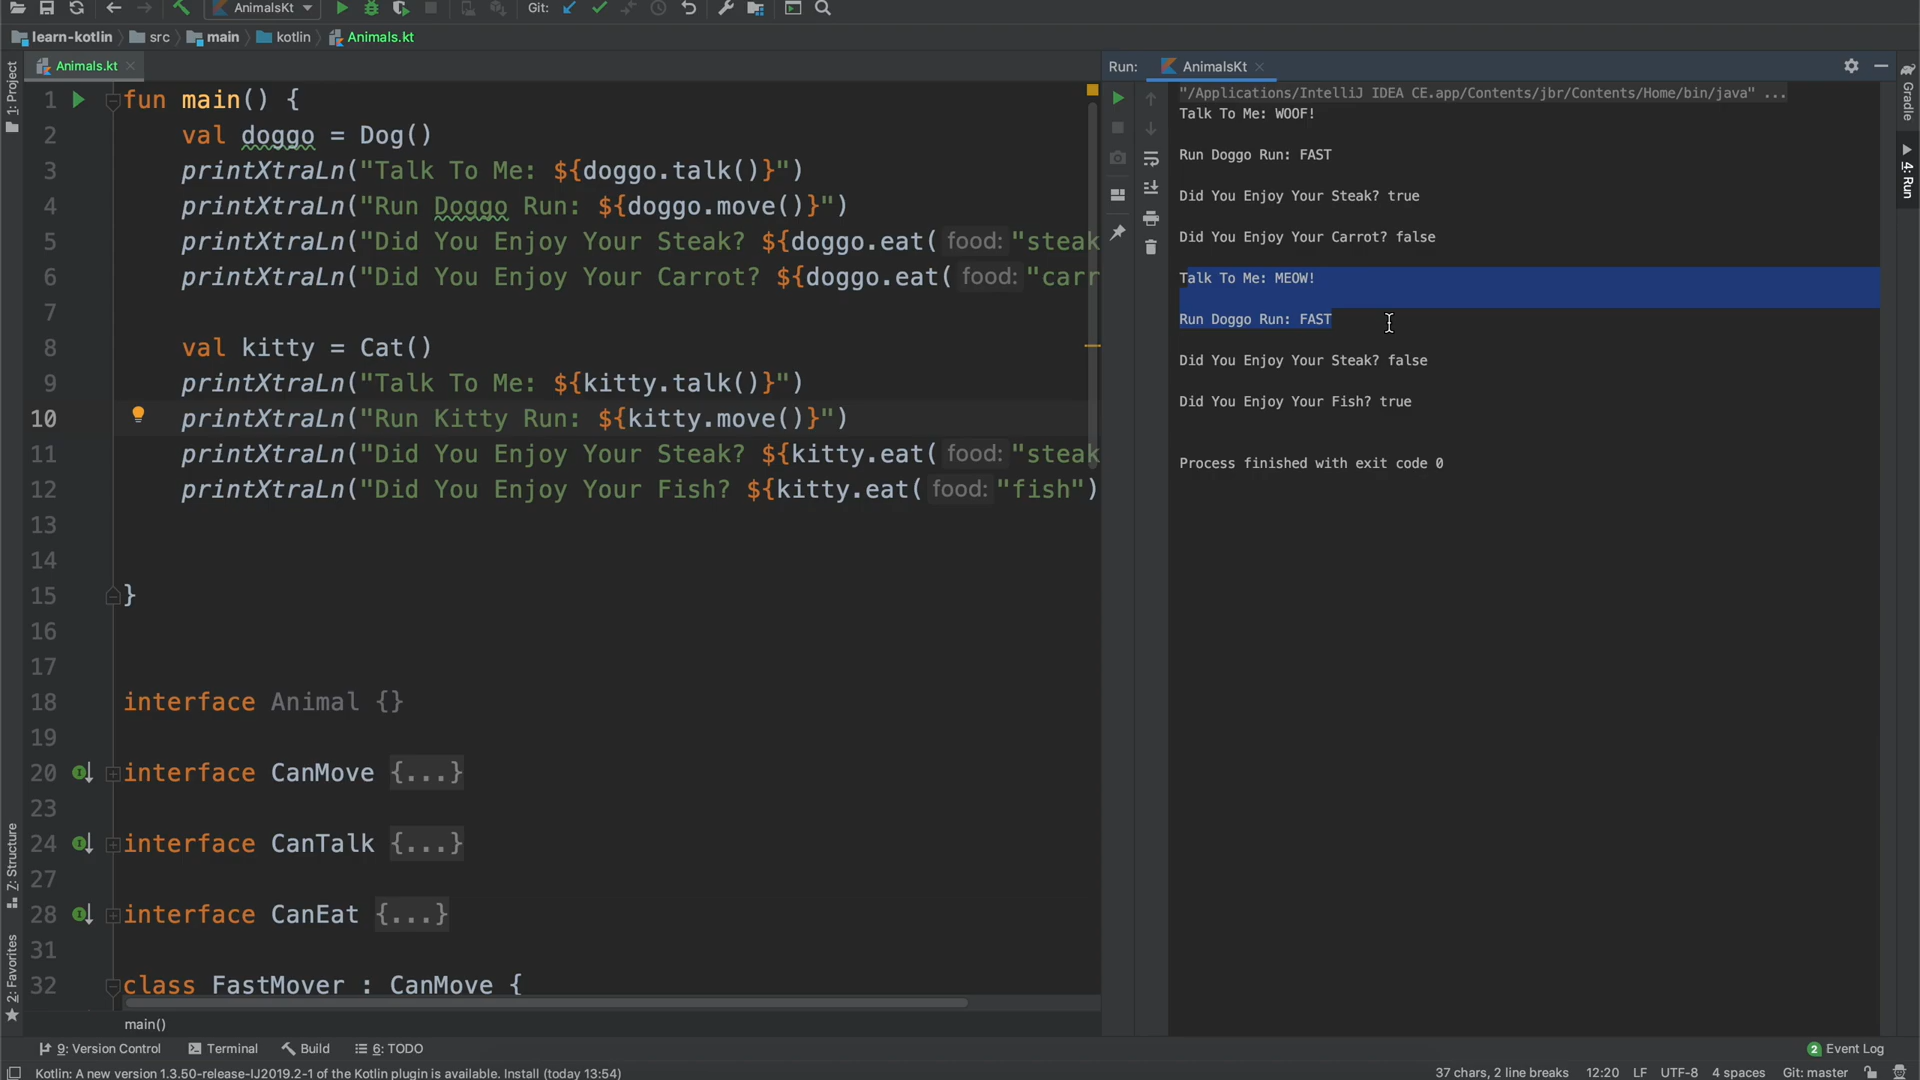 AnimalsKt
Git:
learn-kotlin
src
main
kotlin
Animals.kt
Animals.kt
1: Project
1 fun main() {
2 val doggo = Dog()
3 printXtraLn("Talk To Me: ${doggo.talk()}")
4 printXtraLn("Run Doggo Run: ${doggo.move()}")
5 printXtraLn("Did You Enjoy Your Steak? ${doggo.eat( food: "steak
6 printXtraLn("Did You Enjoy Your Carrot? ${doggo.eat( food: "carr
7
8 val kitty = Cat()
9 printXtraLn("Talk To Me: ${kitty.talk()}")
10 printXtraLn("Run Kitty Run: ${kitty.move()}")
11 printXtraLn("Did You Enjoy Your Steak? ${kitty.eat( food: "steak
12 printXtraLn("Did You Enjoy Your Fish? ${kitty.eat( food: "fish")
13
14
15 }
16
17
18 interface Animal {}
19
20 interface CanMove {...}
23
24 interface CanTalk {...}
27
28 interface CanEat {...}
31
32 class FastMover : CanMove {
main()
Z: Structure
2: Favorites
Run:
AnimalsKt
"/Applications/IntelliJ IDEA CE.app/Contents/jbr/Contents/Home/bin/java" ...
Talk To Me: WOOF!
Run Doggo Run: FAST
Did You Enjoy Your Steak? true
Did You Enjoy Your Carrot? false
Talk To Me: MEOW!
Run Doggo Run: FAST
Did You Enjoy Your Steak? false
Did You Enjoy Your Fish? true
Process finished with exit code 0
Gradle
4: Run
9: Version Control
Terminal
Build
6: TODO
2 Event Log
Kotlin: A new version 1.3.50-release-IJ2019.2-1 of the Kotlin plugin is available. Install (today 13:54)
37 chars, 2 line breaks
12:20
LF
UTF-8
4 spaces
Git: master